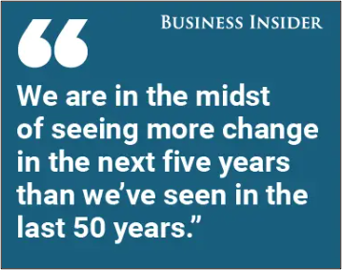 BUSINESS INSIDER
“
We are in the midst
of seeing more change
in the next five years
than we’ve seen in the
last 50 years.”